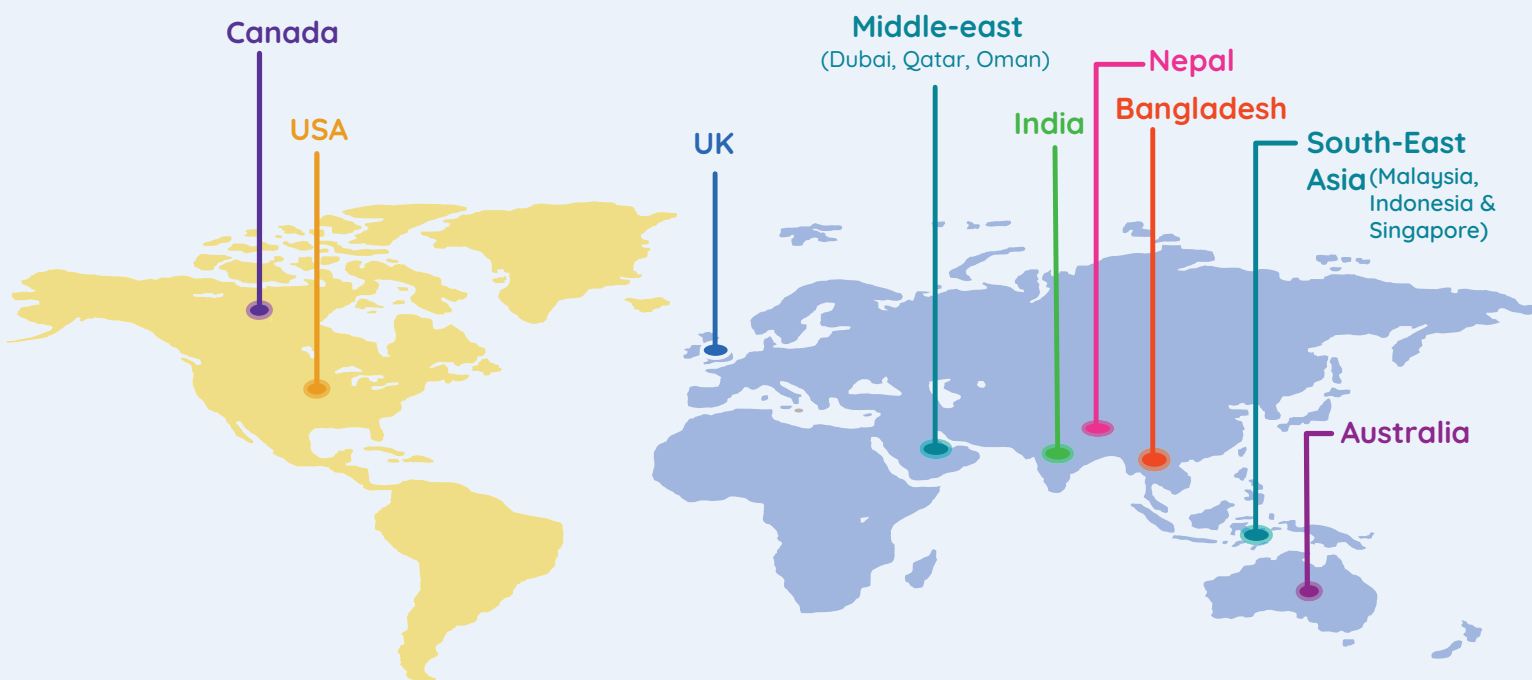 Canada
USA
UK
Middle-east
(Dubai, Qatar, Oman)
India
Nepal
Bangladesh
South-East
Asia (Malaysia,
Indonesia &
Singapore)
Australia